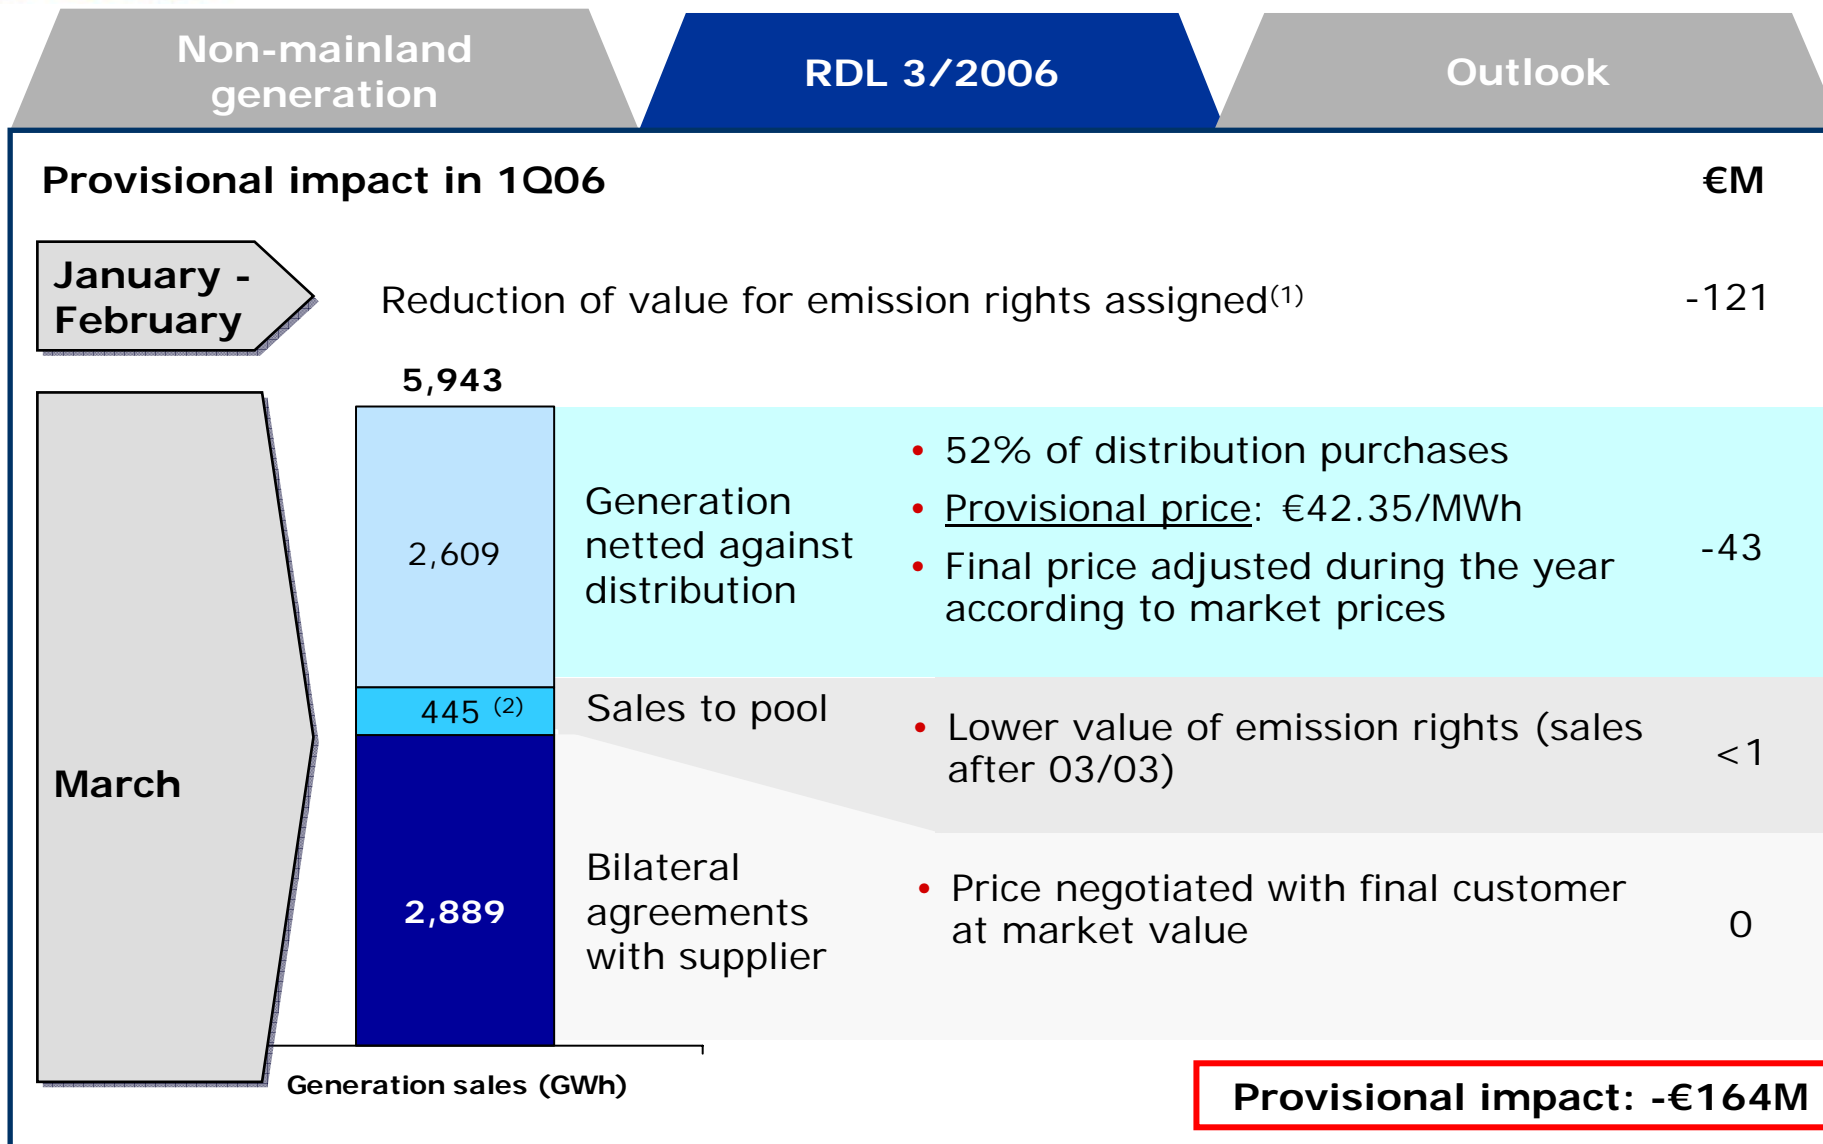 Non-mainland
generation
RDL 3/2006
Outlook
Provisional impact in 1Q06
€M
January -
February
Reduction of value for emission rights assigned(1)
-121
5,943
March
2,609
Generation
netted against
distribution
• 52% of distribution purchases
• Provisional price: €42.35/MWh
• Final price adjusted during the year
according to market prices
-43
445 (2)
Sales to pool
• Lower value of emission rights (sales
after 03/03)
<1
2,889
Bilateral
agreements
with supplier
• Price negotiated with final customer
at market value
0
Generation sales (GWh)
Provisional impact: -€164M